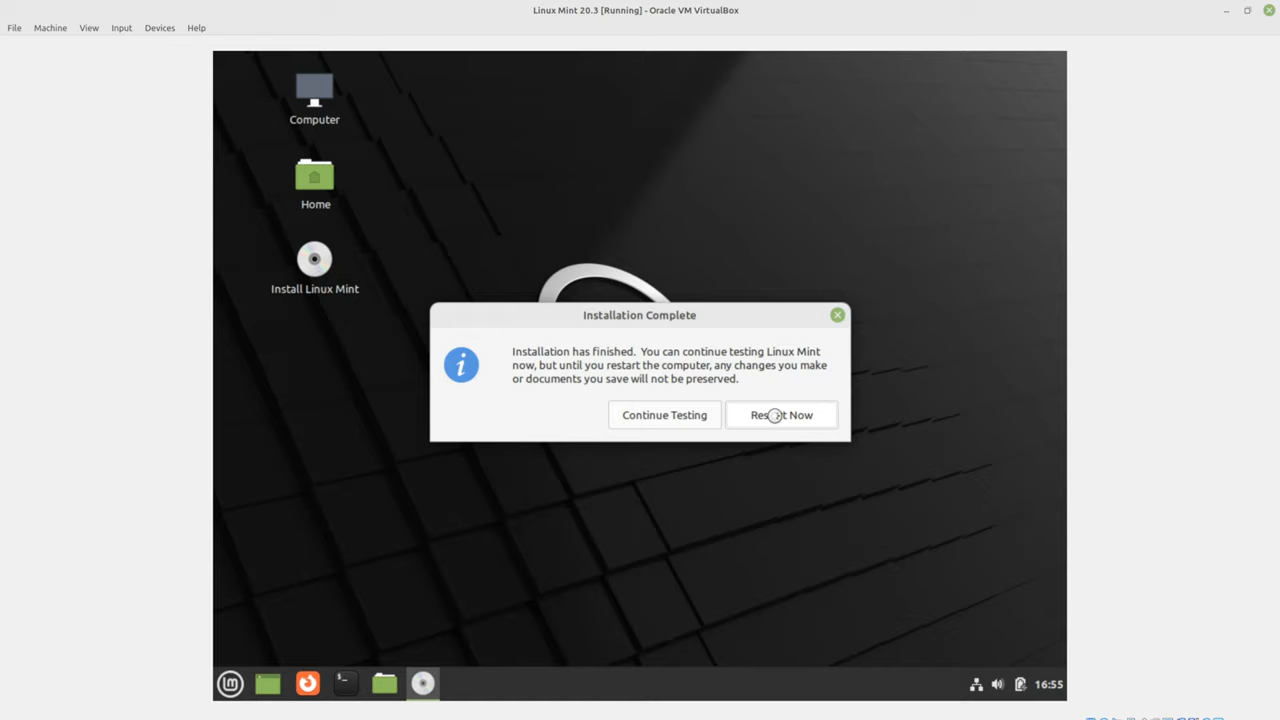 Linux Mint 20.3 [Running] - Oracle VM VirtualBox
File Machine View Input Devices Help
Computer
Home
Install Linux Mint
Installation Complete
Installation has finished. You can continue testing Linux Mint
now, but until you restart the computer, any changes you make
or documents you save will not be preserved.
Continue Testing
Restart Now
16:55